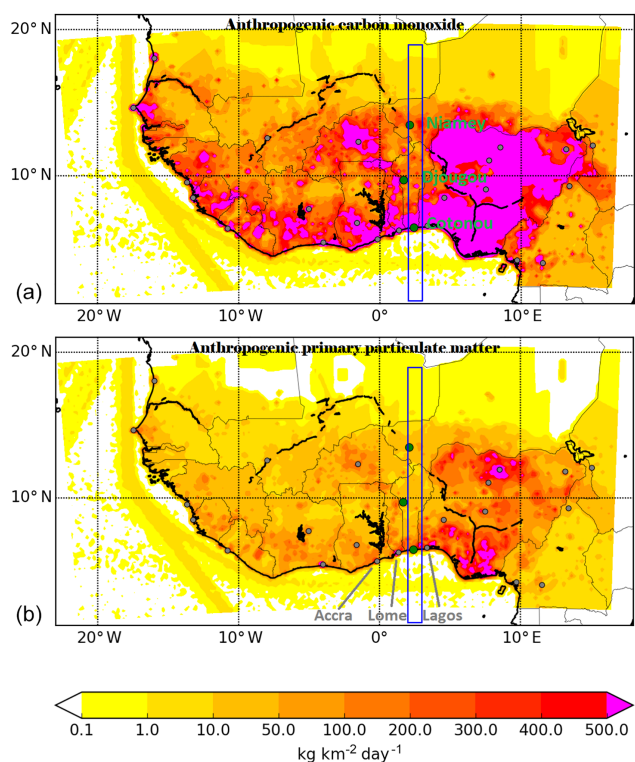 Anthropogenic carbon monoxide
20° N
Niamey
10° N
Djougou
Cotonou
(a)
20° W 10° W 0° 10° E
Anthropogenic primary particulate matter
20° N
10° N
(b)
Accra Lome Lagos
20° W 10° W 0° 10° E
0.1 1.0 10.0 50.0 100.0 200.0 300.0 400.0 500.0
kg km⁻² day⁻¹